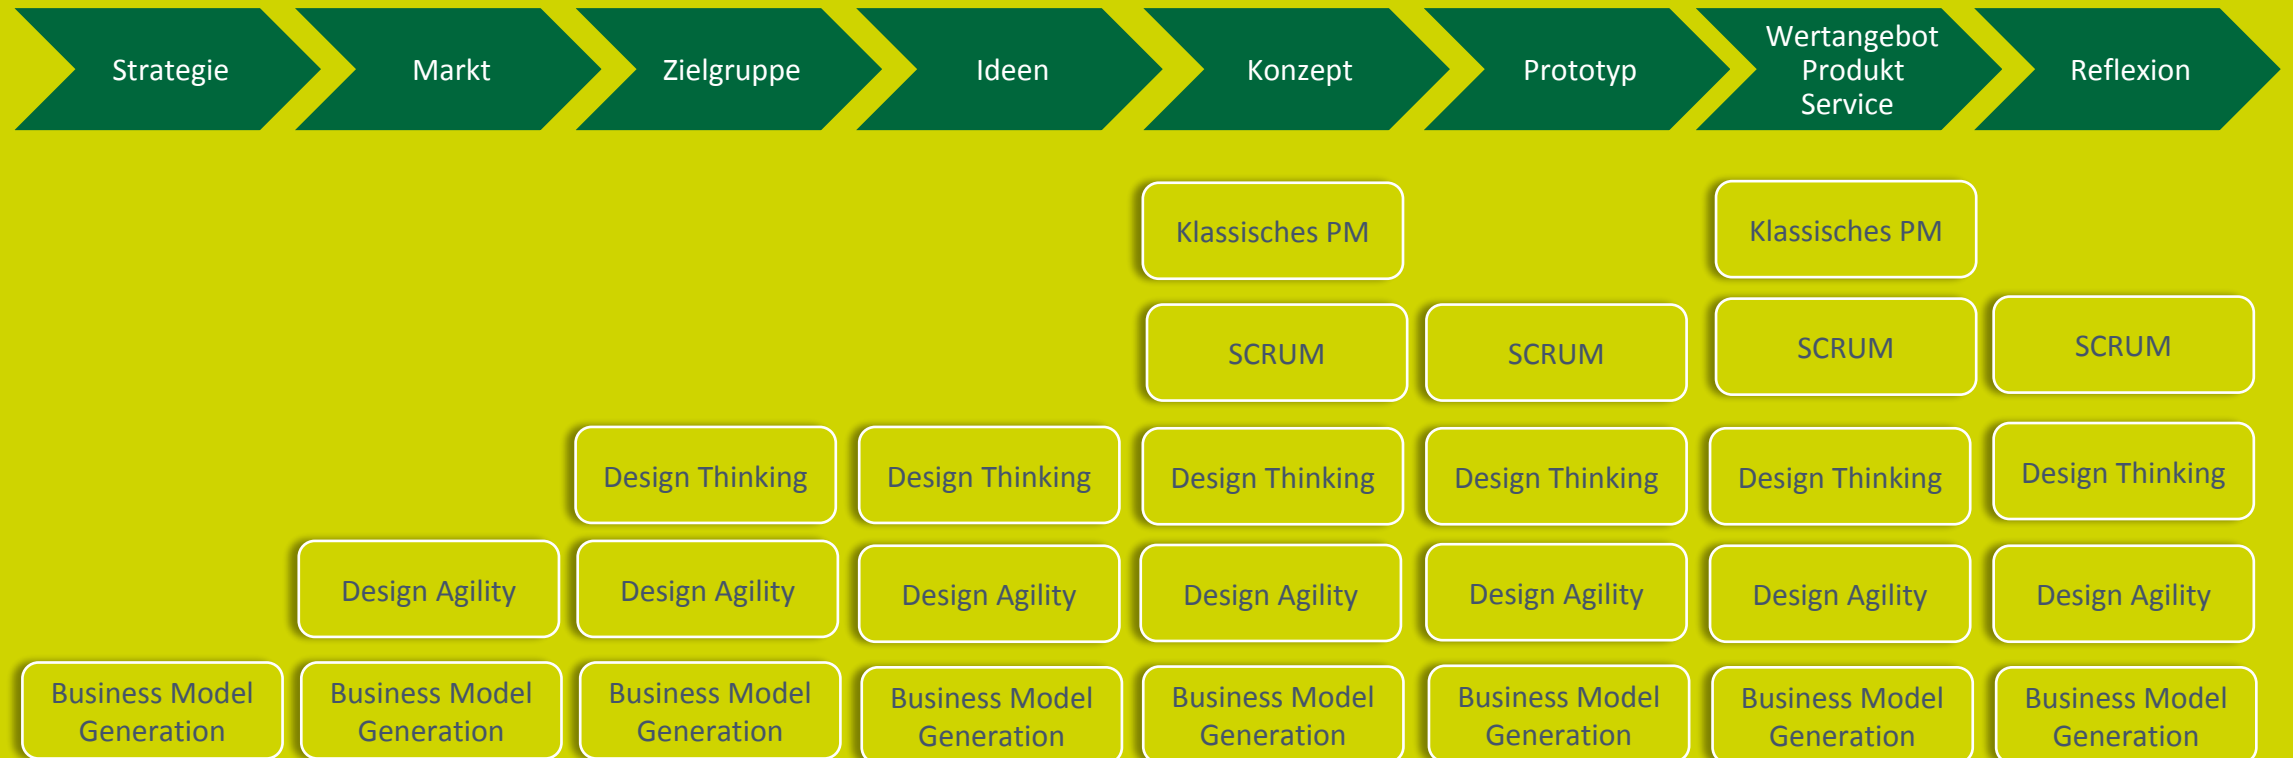 Strategie
Markt
Zielgruppe
Ideen
Konzept
Prototyp
Wertangebot
Produkt
Service
Reflexion
Klassisches PM
Klassisches PM
SCRUM
SCRUM
SCRUM
SCRUM
Design Thinking
Design Thinking
Design Thinking
Design Thinking
Design Thinking
Design Thinking
Design Agility
Design Agility
Design Agility
Design Agility
Design Agility
Design Agility
Design Agility
Business Model
Generation
Business Model
Generation
Business Model
Generation
Business Model
Generation
Business Model
Generation
Business Model
Generation
Business Model
Generation
Business Model
Generation